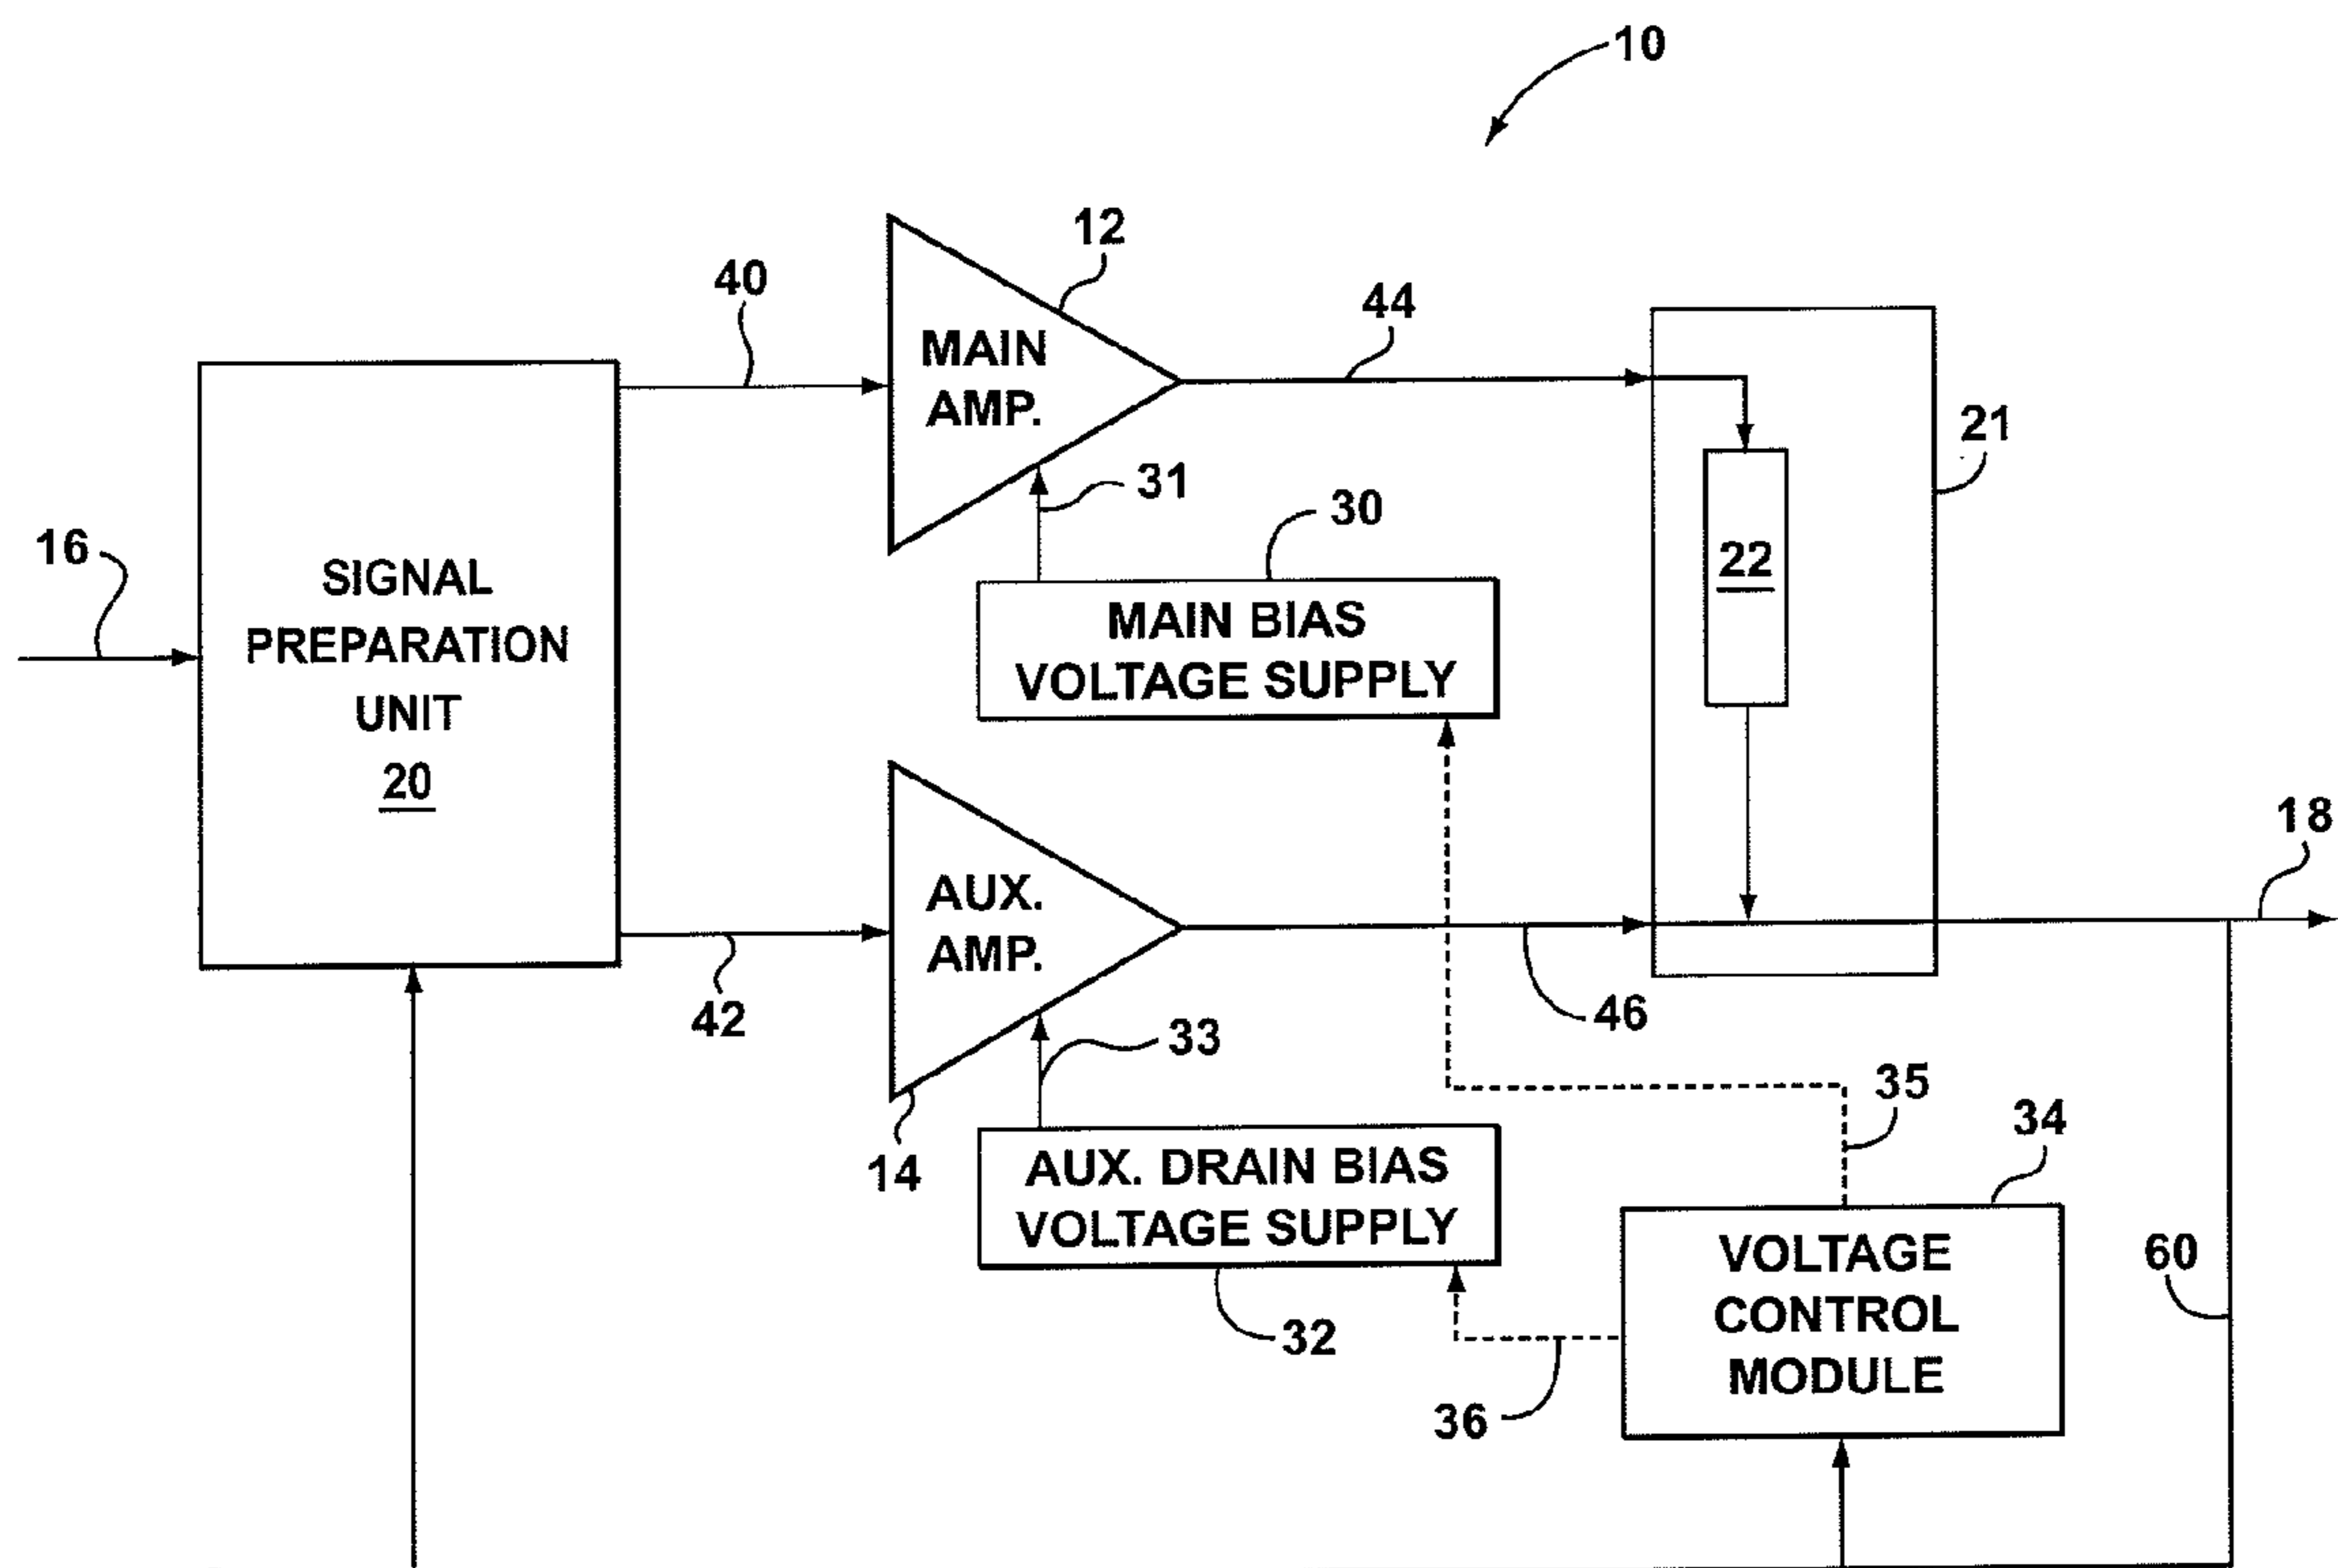 10
12
40
44
MAIN
AMP.
21
31
30
16
22
SIGNAL
PREPARATION
UNIT
20
MAIN BIAS
VOLTAGE SUPPLY
18
AUX.
AMP.
42
46
33
35
34
14
AUX. DRAIN BIAS
VOLTAGE SUPPLY
32
36
VOLTAGE
CONTROL
MODULE
60